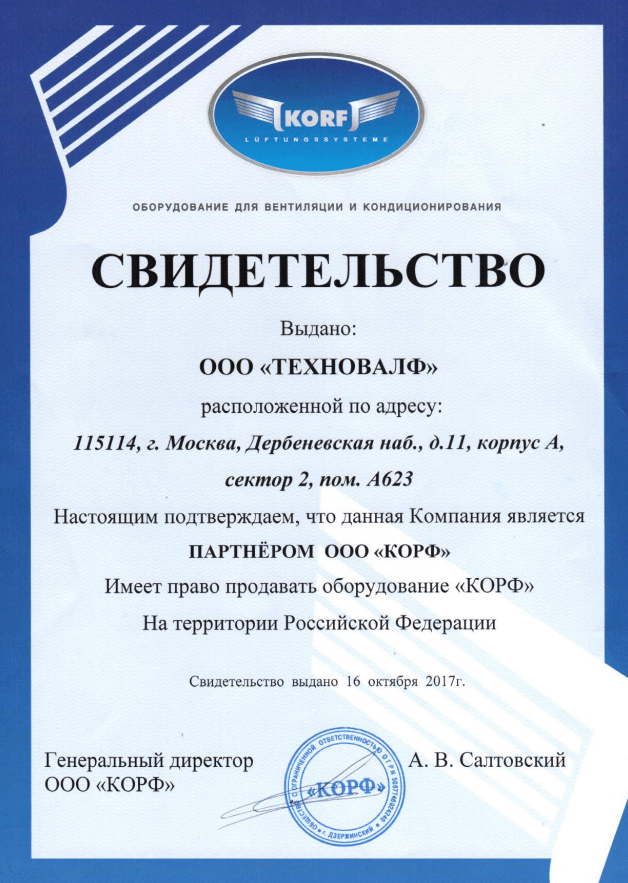 KORF
LÜFTUNGSSYSTEME
ОБОРУДОВАНИЕ ДЛЯ ВЕНТИЛЯЦИИ И КОНДИЦИОНИРОВАНИЯ
СВИДЕТЕЛЬСТВО
Выдано:
ООО «ТЕХНОВАЛФ»
расположенной по адресу:
115114, г. Москва, Дербеневская наб., д.11, корпус А,
сектор 2, пом. А623
Настоящим подтверждаем, что данная Компания является
ПАРТНЁРОМ ООО «КОРФ»
Имеет право продавать оборудование «КОРФ»
На территории Российской Федерации
Свидетельство выдано 16 октября 2017г.
Генеральный директор
ООО «КОРФ»
ОБЩЕСТВО С ОГРАНИЧЕННОЙ ОТВЕТСТВЕННОСТЬЮ ОГРН
«КОРФ»
г. ДЗЕРЖИНСКИЙ
А. В. Салтовский